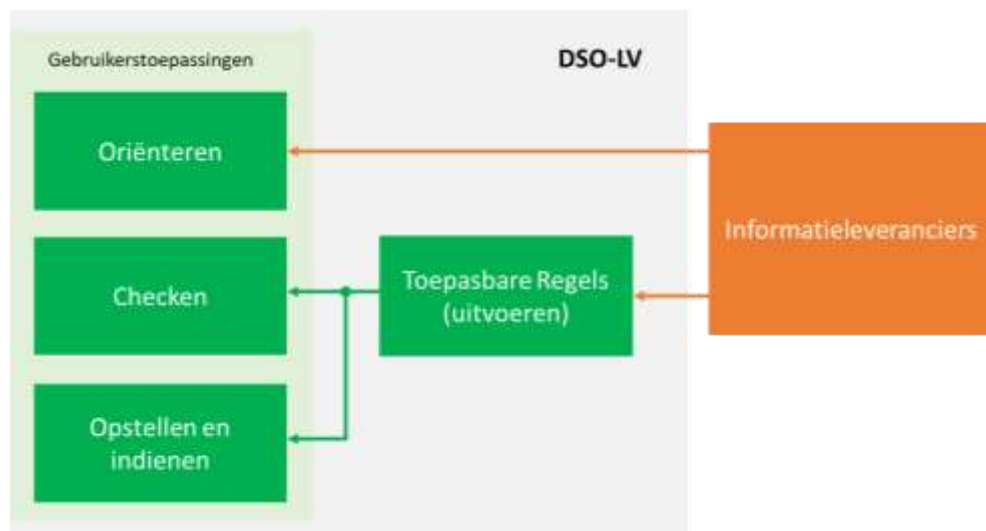 Gebruikerstoepassingen
DSO-LV
Oriënteren
Informatieleveranciers
Checken
Toepasbare Regels
(uitvoeren)
Opstellen en
indienen